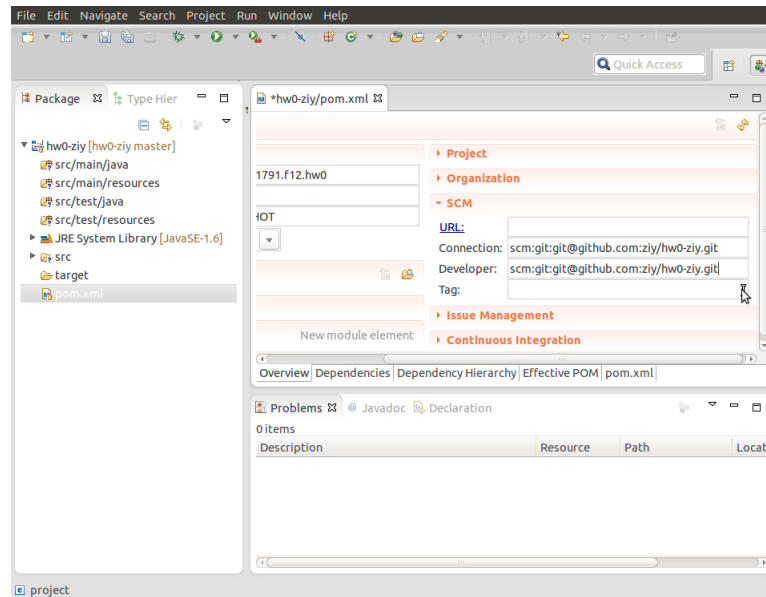 File Edit Navigate Search Project Run Window Help
Quick Access
Package Type Hier
*hw0-ziy/pom.xml
hw0-ziy [hw0-ziy master]
src/main/java
src/main/resources
src/test/java
src/test/resources
JRE System Library [JavaSE-1.6]
src
target
pom.xml
1791.f12.hw0
HOT
New module element
Project
Organization
SCM
URL:
Connection: scm:git:git@github.com:ziy/hw0-ziy.git
Developer: scm:git:git@github.com:ziy/hw0-ziy.git
Tag:
Issue Management
Continuous Integration
Overview Dependencies Dependency Hierarchy Effective POM pom.xml
Problems @ Javadoc Declaration
0 items
Description Resource Path Locat
project